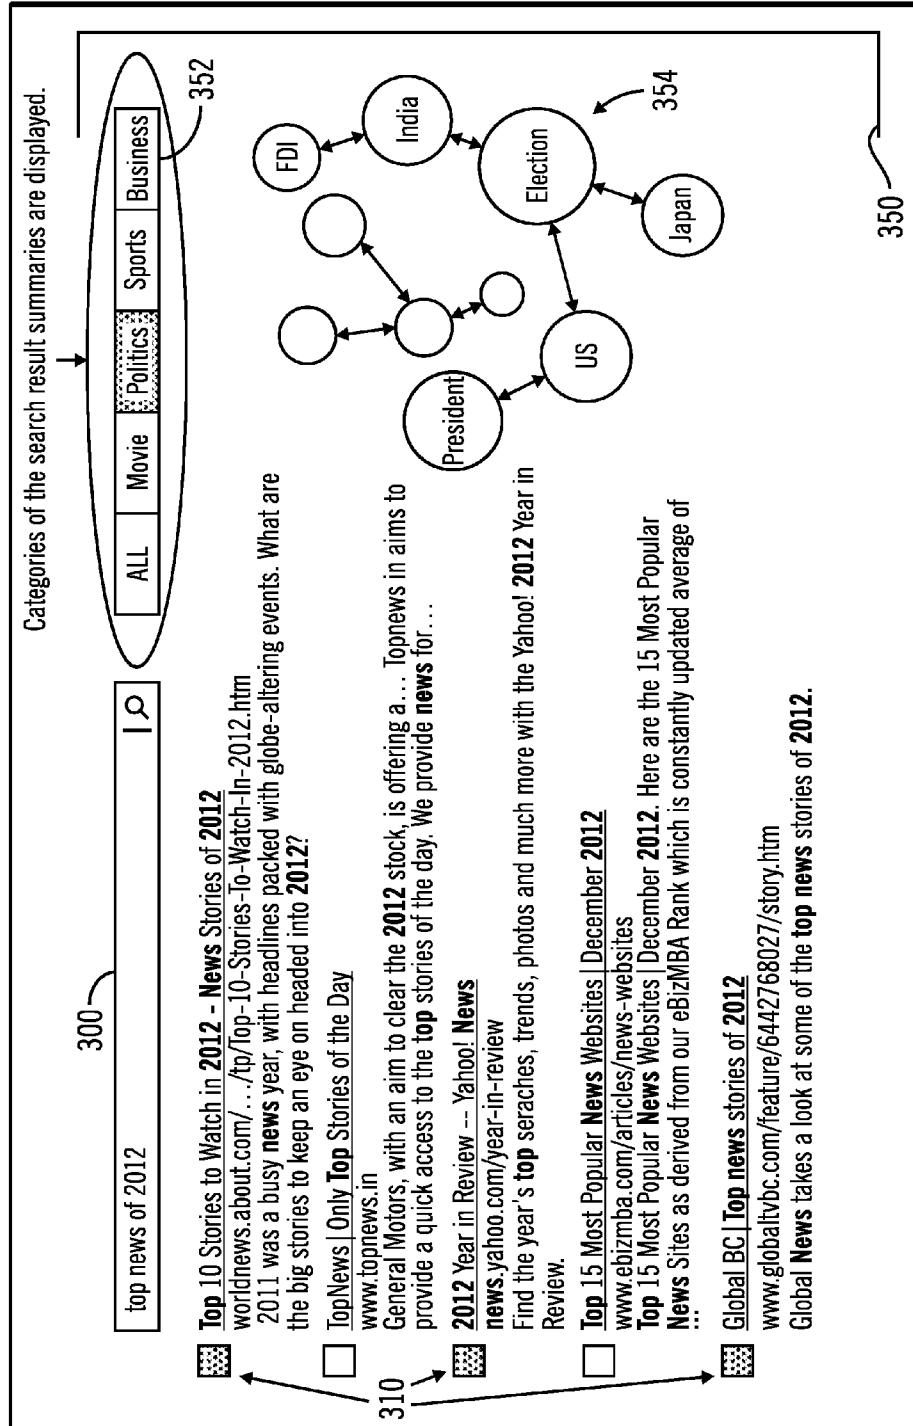 Categories of the search result summaries are displayed.
300
top news of 2012
ALL
Movie
Politics
Sports
Business
352
Top 10 Stories to Watch in 2012 - News Stories of 2012
worldnews.about.com/.../tp/Top-10-Stories-To-Watch-In-2012.htm
2011 was a busy news year, with headlines packed with globe-altering events. What are
the big stories to keep an eye on headed into 2012?
TopNews | Only Top Stories of the Day
www.topnews.in
General Motors, with an aim to clear the 2012 stock, is offering a... Topnews in aims to
provide a quick access to the top stories of the day. We provide news for...
310
2012 Year in Review -- Yahoo! News
news.yahoo.com/year-in-review
Find the year's top seraches, trends, photos and much more with the Yahoo! 2012 Year in
Review.
Top 15 Most Popular News Websites | December 2012
www.ebizmba.com/articles/news-websites
Top 15 Most Popular News Websites | December 2012. Here are the 15 Most Popular
News Sites as derived from our eBizMBA Rank which is constantly updated average of
...
Global BC | Top news stories of 2012
www.globaltvbc.com/feature/6442768027/story.htm
Global News takes a look at some of the top news stories of 2012.
FDI
India
President
Election
US
Japan
354
350